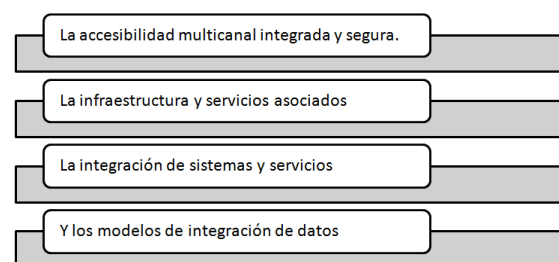 La accesibilidad multicanal integrada y segura.
La infraestructura y servicios asociados
La integración de sistemas y servicios
Y los modelos de integración de datos